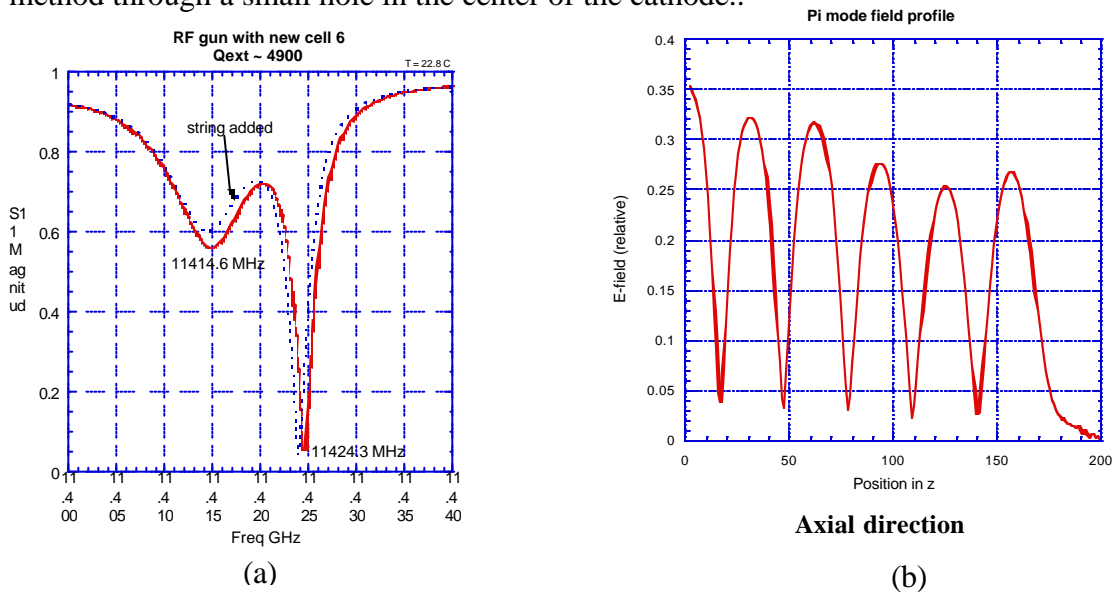 method through a small hole in the center of the cathode..
RF gun with new cell 6
Qext ~ 4900
T = 22.8 C
1
0.8
0.6
0.4
0.2
0
S1
1
M
ag
nit
ud
string added
11414.6 MHz
11424.3 MHz
11 11 11 11 11 11 11 11 11
.4 .4 .4 .4 .4 .4 .4 .4 .4
00 05 10 15 20 25 30 35 40
Freq GHz
(a)
Pi mode field profile
0.4
0.35
0.3
0.25
0.2
0.15
0.1
0.05
0
E-field (relative)
0 50 100 150 200
Position in z
Axial direction
(b)